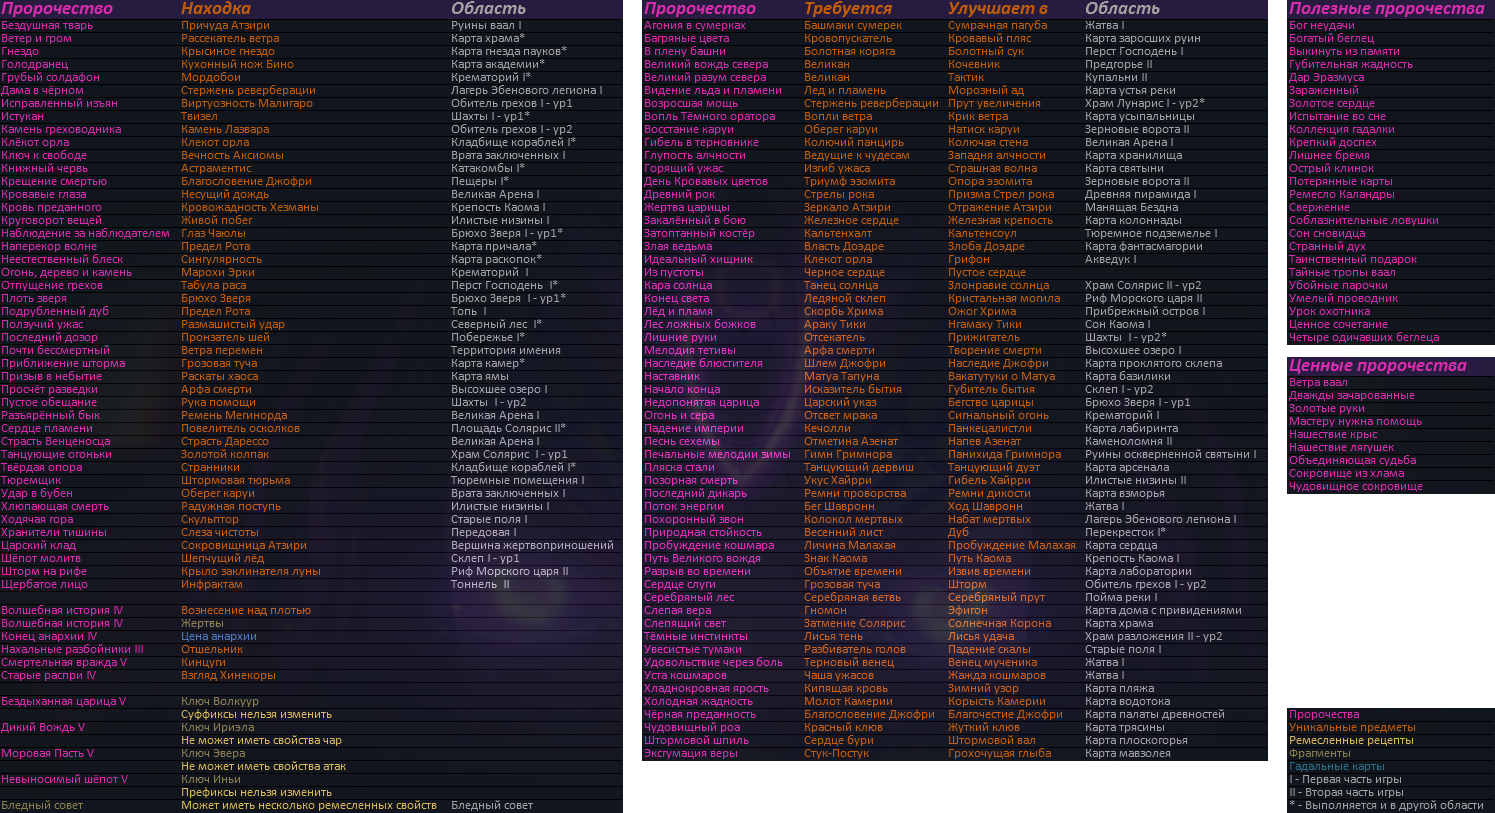 Пророчество Находка Область
Бездушная тварь Причуда Атзири Руины ваал I
Ветер и гром Рассекатель ветра Карта храма*
Гнездо Крысиное гнездо Карта гнезда пауков*
Голодранец Кухонный нож Бино Карта академии*
Грубый солдафон Мордобои Крематорий I*
Дама в чёрном Стержень реверберации Лагерь Эбенового легиона I
Исправленный изъян Виртуозность Малигаро Обитель грехов I - ур1
Истукан Твизел Шахты I - ур1*
Камень греховодника Камень Лазвара Обитель грехов I - ур2
Клёкот орла Клекот орла Кладбище кораблей I*
Ключ к свободе Вечность Аксиомы Врата заключенных I
Книжный червь Астраментис Катакомбы I*
Крещение смертью Благословение Джофри Пещеры I*
Кровавые глаза Несущий дождь Великая Арена I
Кровь преданного Кровожадность Хезманы Крепость Каома I
Круговорот вещей Живой побег Илистые низины I
Наблюдение за наблюдателем Глаз Чаюлы Брюхо Зверя I - ур1*
Наперекор волне Предел Рота Карта причала*
Неестественный блеск Сингулярность Карта раскопок*
Огонь, дерево и камень Марохи Эрки Крематорий I
Отпущение грехов Табула раса Перст Господень I*
Плоть зверя Брюхо Зверя Брюхо Зверя I - ур1*
Подрубленный дуб Предел Рота Топь I
Ползучий ужас Размашистый удар Северный лес I*
Последний дозор Пронзатель шей Побережье I*
Почти бессмертный Ветра перемен Территория имения
Приближение шторма Грозовая туча Карта камер*
Призыв в небытие Раскаты хаоса Карта ямы
Просчёт разведки Арфа смерти Высохшее озеро I
Пустое обещание Рука помощи Шахты I - ур2
Разъярённый бык Ремень Мегинорда Великая Арена I
Сердце пламени Повелитель осколков Площадь Солярис II*
Страсть Венценосца Страсть Дарессо Великая Арена I
Танцующие огоньки Золотой колпак Храм Солярис I - ур1
Твёрдая опора Странники Кладбище кораблей I*
Тюремщик Штормовая тюрьма Тюремные помещения I
Удар в бубен Оберег каруи Врата заключенных I
Хлюпающая смерть Радужная поступь Илистые низины I
Ходячая гора Скульптор Старые поля I
Хранители тишины Слеза чистоты Передовая I
Царский клад Сокровищница Атзири Вершина жертвоприношений
Шёпот молитв Шепчущий лёд Склеп I - ур1
Шторм на рифе Крыло заклинателя луны Риф Морского царя II
Щербатое лицо Инфрактам Тоннель II
Волшебная история IV Вознесение над плотью
Волшебная история IV Жертвы
Конец анархии IV Цена анархии
Нахальные разбойники III Отшельник
Смертельная вражда V Кинцуги
Старые распри IV Взгляд Хинекоры
Бездыханная царица V Ключ Волкуур
Суффиксы нельзя изменить
Дикий Вождь V Ключ Ириэла
Не может иметь свойства чар
Моровая Пасть V Ключ Эвера
Не может иметь свойства атак
Невыносимый шёпот V Ключ Иньи
Префиксы нельзя изменить
Бледный совет Может иметь несколько ремесленных свойств Бледный совет
Пророчество Требуется Улучшает в Область
Агония в сумерках Башмаки сумерек Сумрачная пагуба Жатва I
Багряные цвета Кровопускатель Кровавый пляс Карта заросших руин
В плену башни Болотная коряга Болотный сук Перст Господень I
Великий вождь севера Великан Кочевник Предгорье II
Великий разум севера Великан Тактик Купальни II
Видение льда и пламени Лед и пламень Морозный ад Карта устья реки
Возросшая мощь Стержень реверберации Прут увеличения Храм Лунарис I - ур2*
Вопль Тёмного оратора Вопли ветра Крик ветра Карта усыпальницы
Восстание каруи Оберег каруи Натиск каруи Зерновые ворота II
Гибель в терновнике Колючий панцирь Колючая стена Великая Арена I
Глупость алчности Ведущие к чудесам Западня алчности Карта хранилища
Горящий ужас Изгиб ужаса Страшная волна Карта святыни
День Кровавых цветов Триумф эзомита Опора эзомита Зерновые ворота II
Древний рок Стрелы рока Призма Стрел рока Древняя пирамида I
Жертва царицы Зеркало Атзири Отражение Атзири Манящая Бездна
Закалённый в бою Железное сердце Железная крепость Карта колоннады
Затоптанный костёр Кальтенхалт Кальтенсоул Тюремное подземелье I
Злая ведьма Власть Доэдре Злоба Доэдре Карта фантасмагории
Идеальный хищник Клекот орла Грифон Акведук I
Из пустоты Черное сердце Пустое сердце
Кара солнца Танец солнца Злонравие солнца Храм Солярис II - ур2
Конец света Ледяной склеп Кристальная могила Риф Морского царя II
Лёд и пламя Скорбь Хрима Ожог Хрима Прибрежный остров I
Лес ложных божков Араку Тики Нгамаху Тики Сон Каома I
Лишние руки Отсекатель Прижигатель Шахты I - ур2*
Мелодия тетивы Арфа смерти Творение смерти Высохшее озеро I
Наследие блюстителя Шлем Джофри Наследие Джофри Карта проклятого склепа
Наставник Матуа Тапуна Вакатутуки о Матуа Карта базилики
Начало конца Исказитель бытия Губитель бытия Склеп I - ур2
Недопонятая царица Царский указ Бегство царицы Брюхо Зверя I - ур1
Огонь и сера Отсвет мрака Сигнальный огонь Крематорий I
Падение империи Кечолли Панкецалистли Карта лабиринта
Песнь сехемы Отметина Азенат Напев Азенат Каменоломня II
Печальные мелодии зимы Гимн Гримнора Панихида Гримнора Руины оскверненной святыни I
Пляска стали Танцующий дервиш Танцующий дуэт Карта арсенала
Позорная смерть Укус Хайрри Гибель Хайрри Илистые низины II
Последний дикарь Ремни проворства Ремни дикости Карта взморья
Поток энергии Бег Шавронн Ход Шавронн Жатва I
Похоронный звон Колокол мертвых Набат мертвых Лагерь Эбенового легиона I
Природная стойкость Весенний лист Дуб Перекресток I*
Пробуждение кошмара Личина Малахая Пробуждение Малахая Карта сердца
Путь Великого вождя Знак Каома Путь Каома Крепость Каома I
Разрыв во времени Объятие времени Извив времени Карта лаборатории
Сердце слуги Грозовая туча Шторм Обитель грехов I - ур2
Серебряный лес Серебряная ветвь Серебряный прут Пойма реки I
Слепая вера Гномон Эфигон Карта дома с привидениями
Слепящий свет Затмение Солярис Солнечная Корона Карта храма
Тёмные инстинкты Лисья тень Лисья удача Храм разложения II - ур2
Увесистые тумаки Разбиватель голов Падение скалы Старые поля I
Удовольствие через боль Терновый венец Венец мученика Жатва I
Уста кошмаров Чаша ужасов Жажда кошмаров Жатва I
Хладнокровная ярость Кипящая кровь Зимний узор Карта пляжа
Холодная жадность Молот Камерии Корысть Камерии Карта водотока
Чёрная преданность Благословение Джофри Благочестие Джофри Карта палаты древностей
Чудовищный роа Красный клюв Жуткий клюв Карта трясины
Штормовой шпиль Сердце бури Штормовой вал Карта плоскогорья
Эксгумация веры Стук-Постук Грохочущая глыба Карта мавзолея
Полезные пророчества
Бог неудачи
Богатый беглец
Выкинуть из памяти
Губительная жадность
Дар Эразмуса
Зараженный
Золотое сердце
Испытание во сне
Коллекция гадалки
Крепкий доспех
Лишнее бремя
Острый клинок
Потерянные карты
Ремесло Каландры
Свержение
Соблазнительные ловушки
Сон сновидца
Странный дух
Таинственный подарок
Тайные тропы ваал
Убойные парочки
Умелый проводник
Урок охотника
Ценное сочетание
Четыре одичавших беглеца
Ценные пророчества
Ветра ваал
Дважды зачарованные
Золотые руки
Мастеру нужна помощь
Нашествие крыс
Нашествие лягушек
Объединяющая судьба
Сокровище из хлама
Чудовищное сокровище
Пророчества
Уникальные предметы
Ремесленные рецепты
Фрагменты
Гадальные карты
I - Первая часть игры
II - Вторая часть игры
* - Выполняется и в другой области